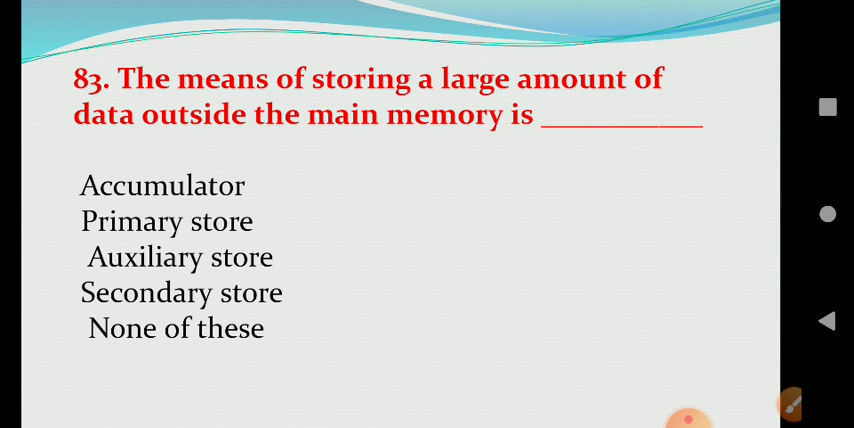 83. The means of storing a large amount of
data outside the main memory is ___________
Accumulator
Primary store
Auxiliary store
Secondary store
None of these